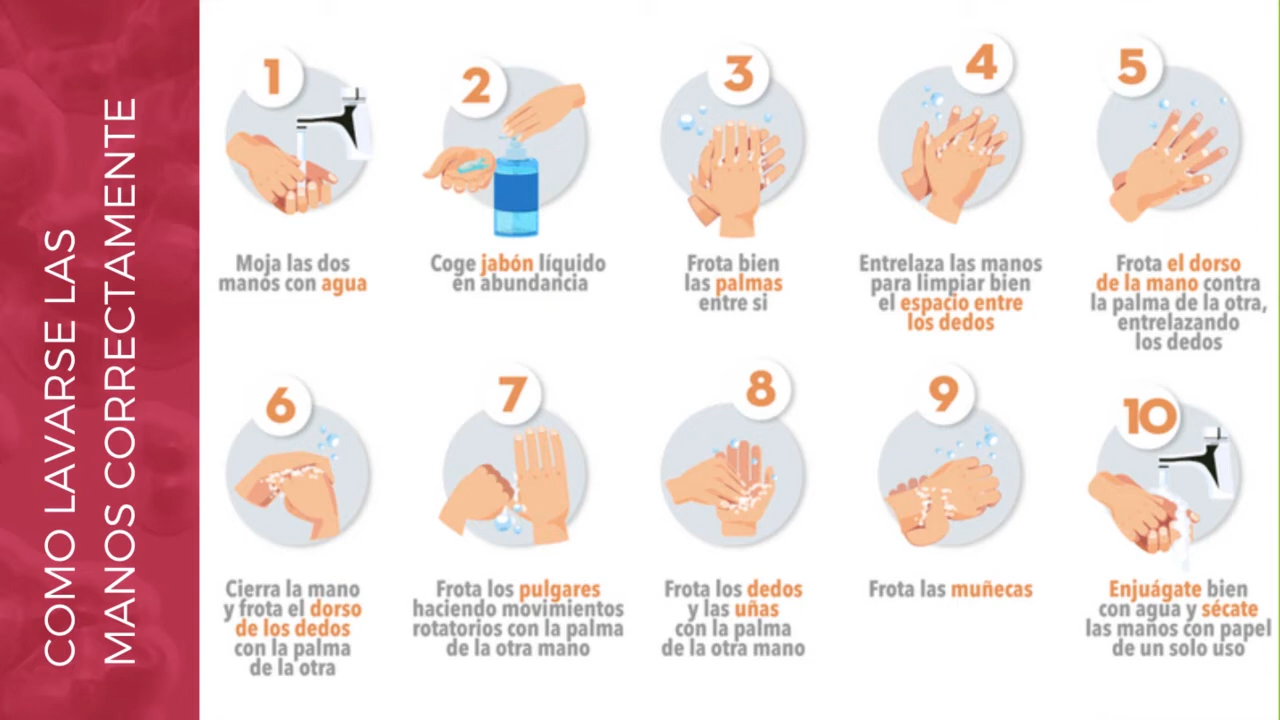 COMO LAVARSE LAS
MANOS CORRECTAMENTE
1
Moja las dos
manos con agua
2
Coge jabón líquido
en abundancia
3
Frota bien
las palmas
entre si
4
Entrelaza las manos
para limpiar bien
el espacio entre
los dedos
5
Frota el dorso
de la mano contra
la palma de la otra,
entrelazando
los dedos
6
Cierra la mano
y frota el dorso
de los dedos
con la palma
de la otra
7
Frota los pulgares
haciendo movimientos
rotatorios con la palma
de la otra mano
8
Frota los dedos
y las uñas
con la palma
de la otra mano
9
Frota las muñecas
10
Enjuágate bien
con agua y sécate
las manos con papel
de un solo uso